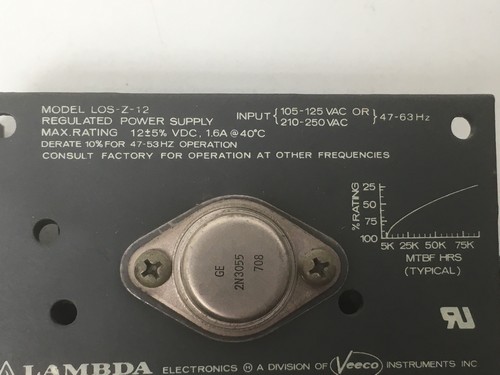 MODEL LOS-Z-12
REGULATED POWER SUPPLY
MAX. RATING 12±5% VDC, 1.6A @ 40°C
DERATE 10% FOR 47-53 HZ OPERATION
CONSULT FACTORY FOR OPERATION AT OTHER FREQUENCIES
INPUT { 105-125 VAC OR } 47-63 Hz
210-250 VAC
% RATING
25
50
75
100
5K 25K 50K 75K
MTBF HRS
(TYPICAL)
GE
2N3055
708
LAMBDA ELECTRONICS Ⓗ A DIVISION OF Veeco INSTRUMENTS INC